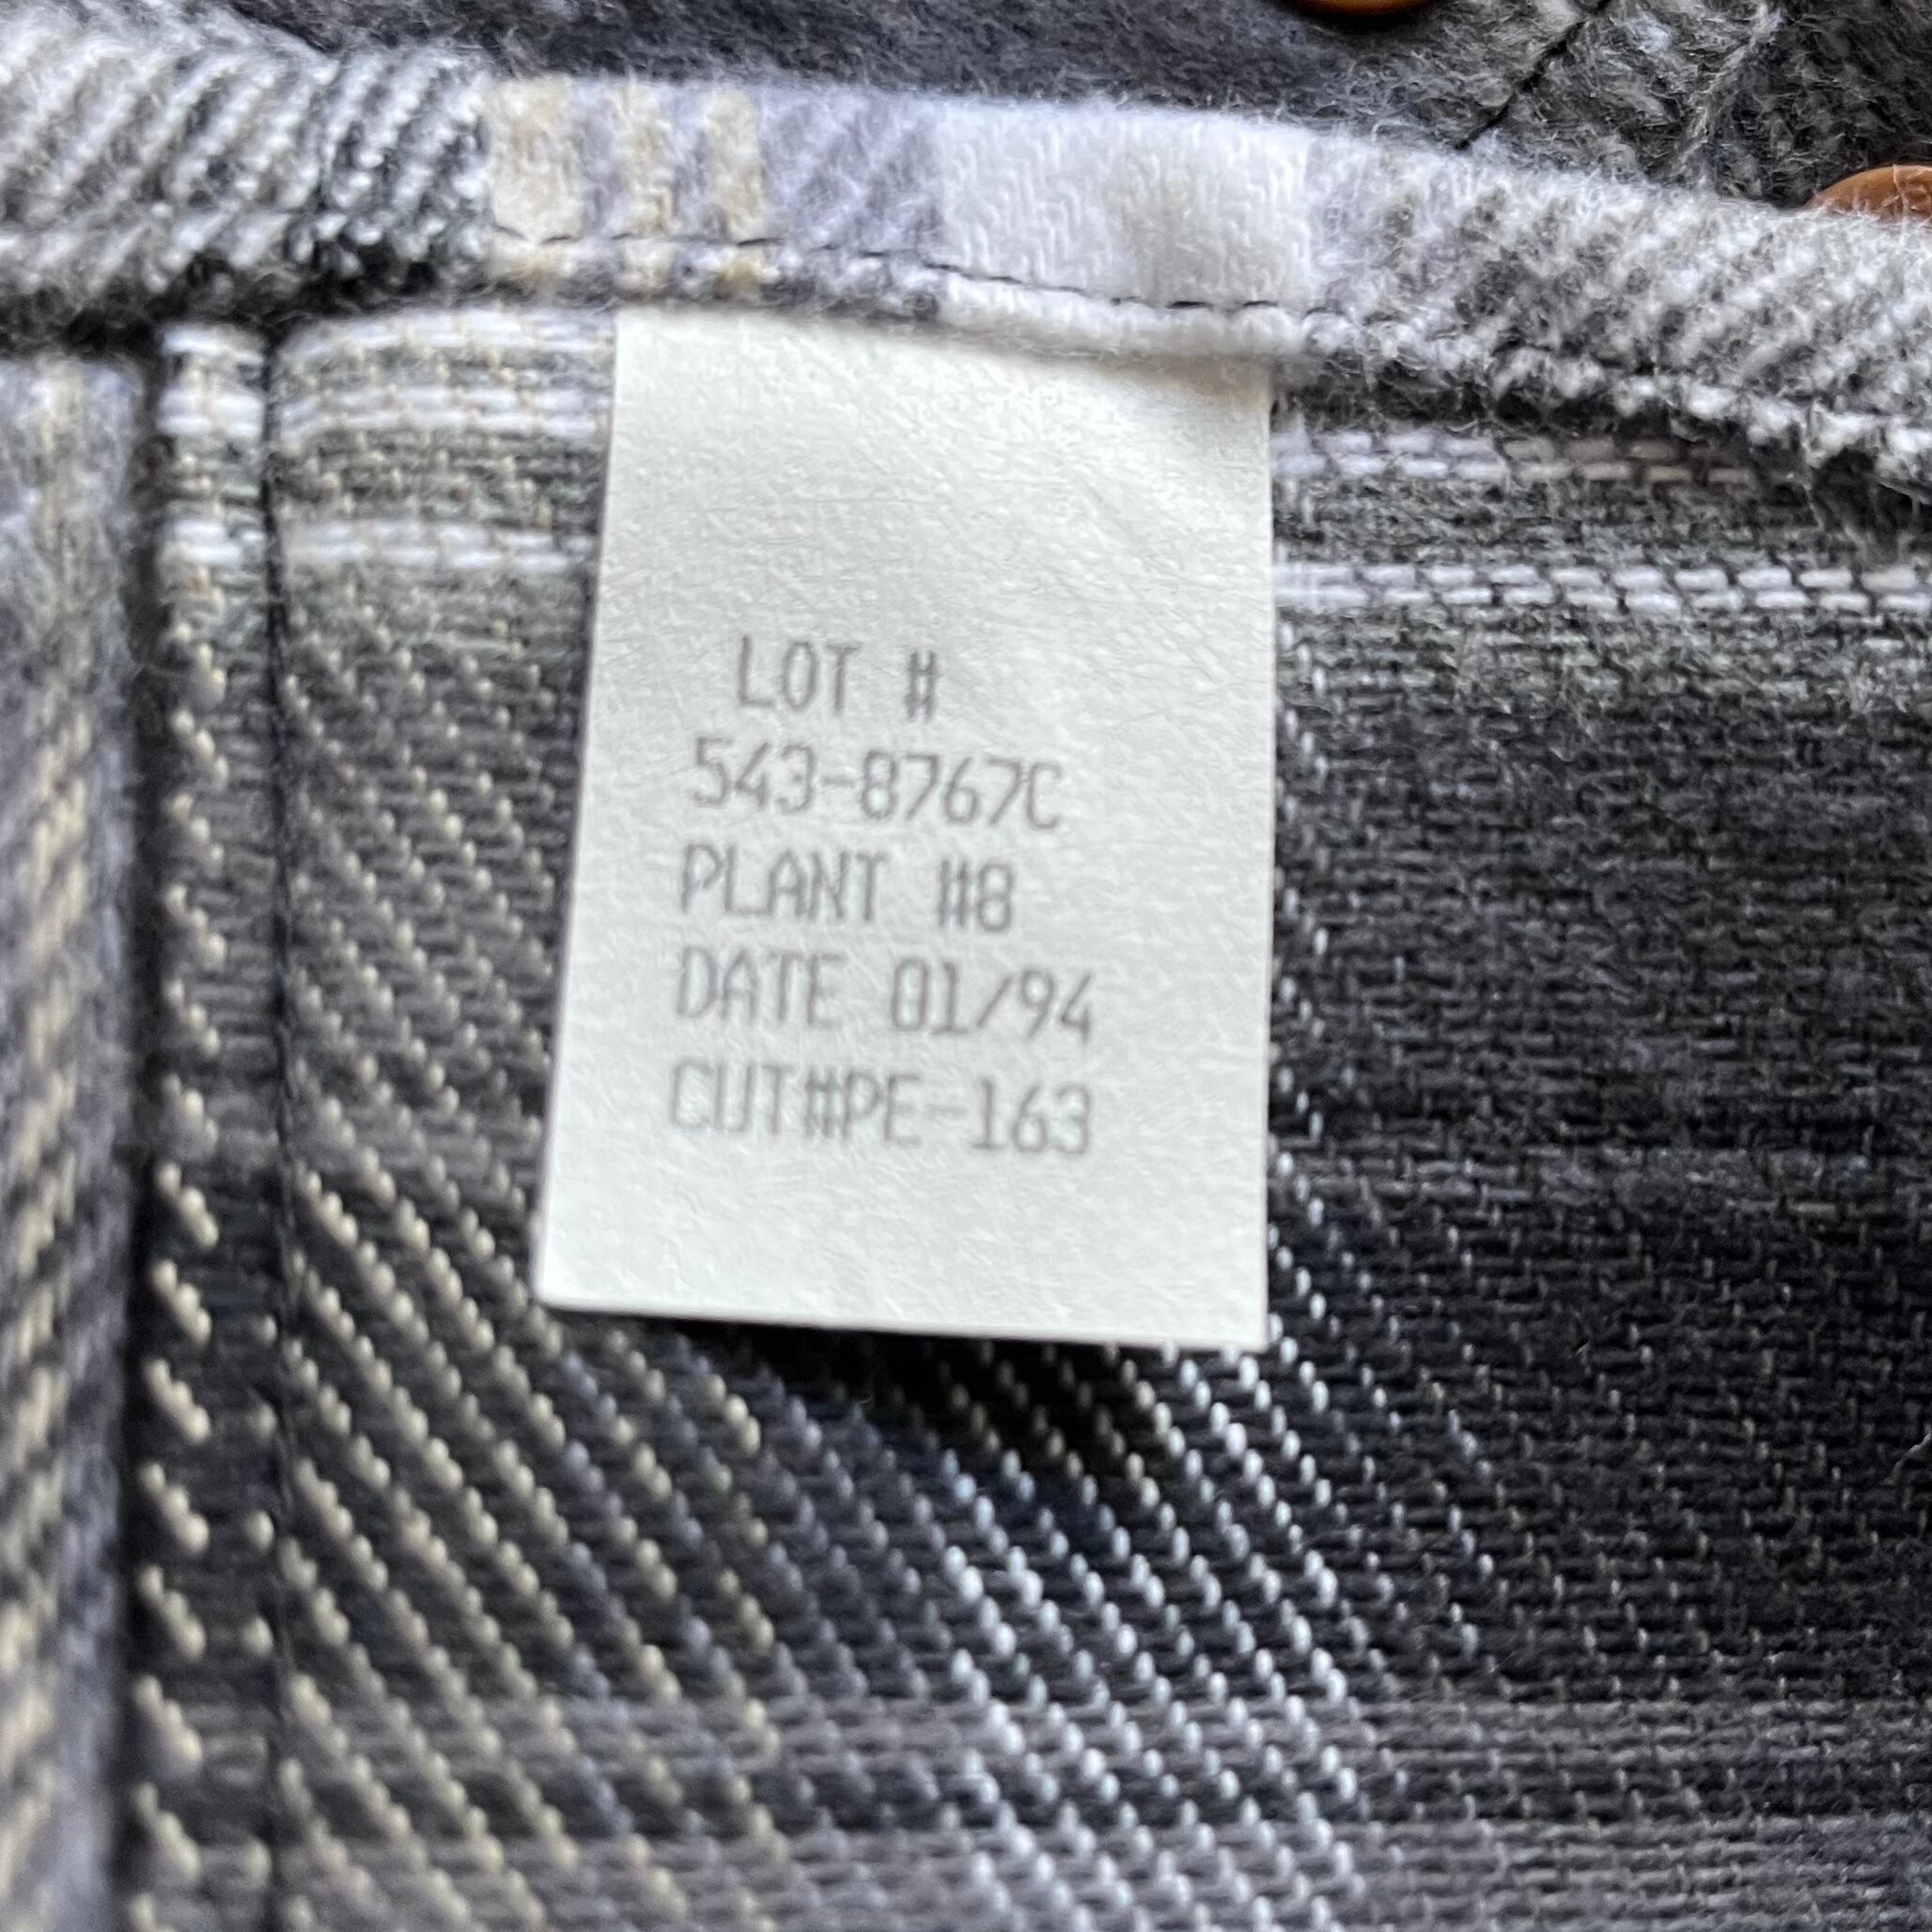 LOT #
543-8767C
PLANT #8
DATE 01/94
CUT#PE-163